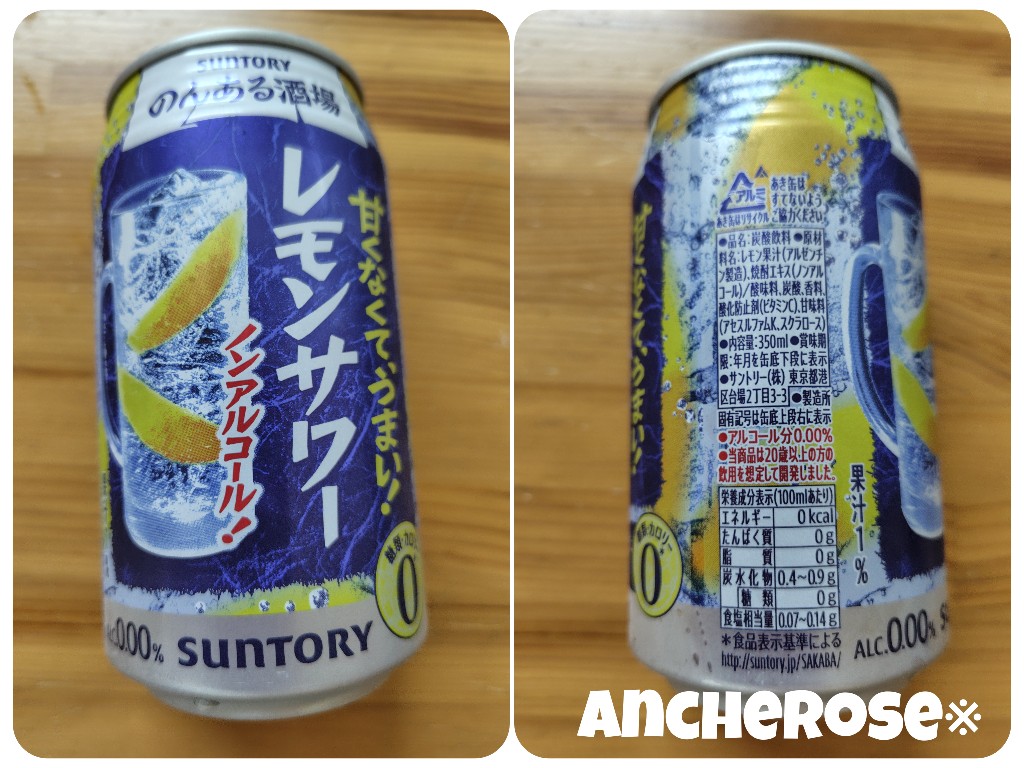 SUNTORY
のんある酒場
レモンサワー
甘くなくて、うまい!
ノンアルコール!
糖類・カロリー
0
ALC.0.00%
SUNTORY
アルミ
あき缶は
すてないよう
ご協力ください
あき缶はリサイクル
●品名:炭酸飲料●原材
料名:レモン果汁(アルゼンチ
ン製造)、焼酎エキス(ノンアル
コール)/酸味料、炭酸、香料、
酸化防止剤(ビタミンC)、甘味料
(アセスルファムK、スクラロース)
●内容量:350ml●賞味期
限:年月を缶底下段に表示
●サントリー(株) 東京都港
区台場2丁目3-3 ●製造所
固有記号は缶底上段右に表示
●アルコール分0.00%
●当商品は20歳以上の方の
飲用を想定して開発しました。
栄養成分表示(100mlあたり)
エネルギー 0kcal
たんぱく質 0g
脂質 0g
炭水化物 0.4~0.9g
糖類 0g
食塩相当量 0.07~0.14g
*食品表示基準による
http://suntory.jp/SAKABA/
果汁1%
甘くなくて、うまい!
0
ALC.0.00%
ANCHEROSE※